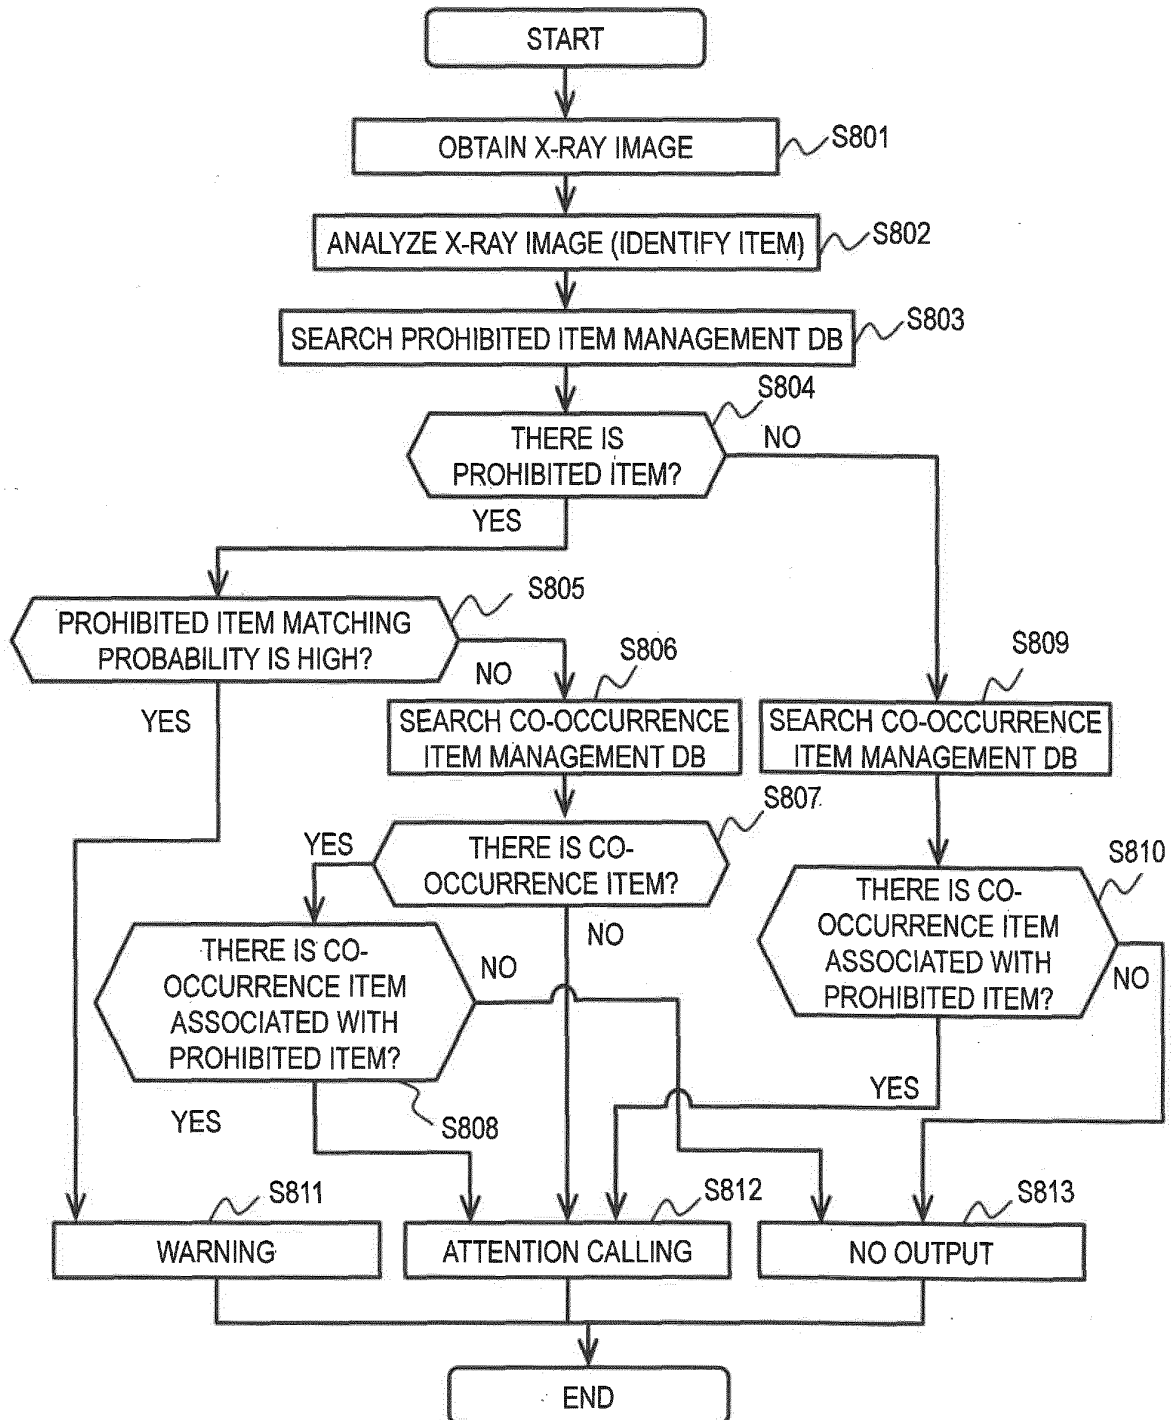 START
OBTAIN X-RAY IMAGE
S801
ANALYZE X-RAY IMAGE (IDENTIFY ITEM)
S802
SEARCH PROHIBITED ITEM MANAGEMENT DB
S803
S804
THERE IS
PROHIBITED ITEM?
NO
YES
S805
PROHIBITED ITEM MATCHING
PROBABILITY IS HIGH?
NO
YES
S806
SEARCH CO-OCCURRENCE
ITEM MANAGEMENT DB
S809
SEARCH CO-OCCURRENCE
ITEM MANAGEMENT DB
S807
THERE IS CO-
OCCURRENCE ITEM?
YES
NO
S810
THERE IS CO-
OCCURRENCE ITEM
ASSOCIATED WITH
PROHIBITED ITEM?
NO
YES
THERE IS CO-
OCCURRENCE ITEM
ASSOCIATED WITH
PROHIBITED ITEM?
NO
YES
S808
S811
WARNING
S812
ATTENTION CALLING
S813
NO OUTPUT
END